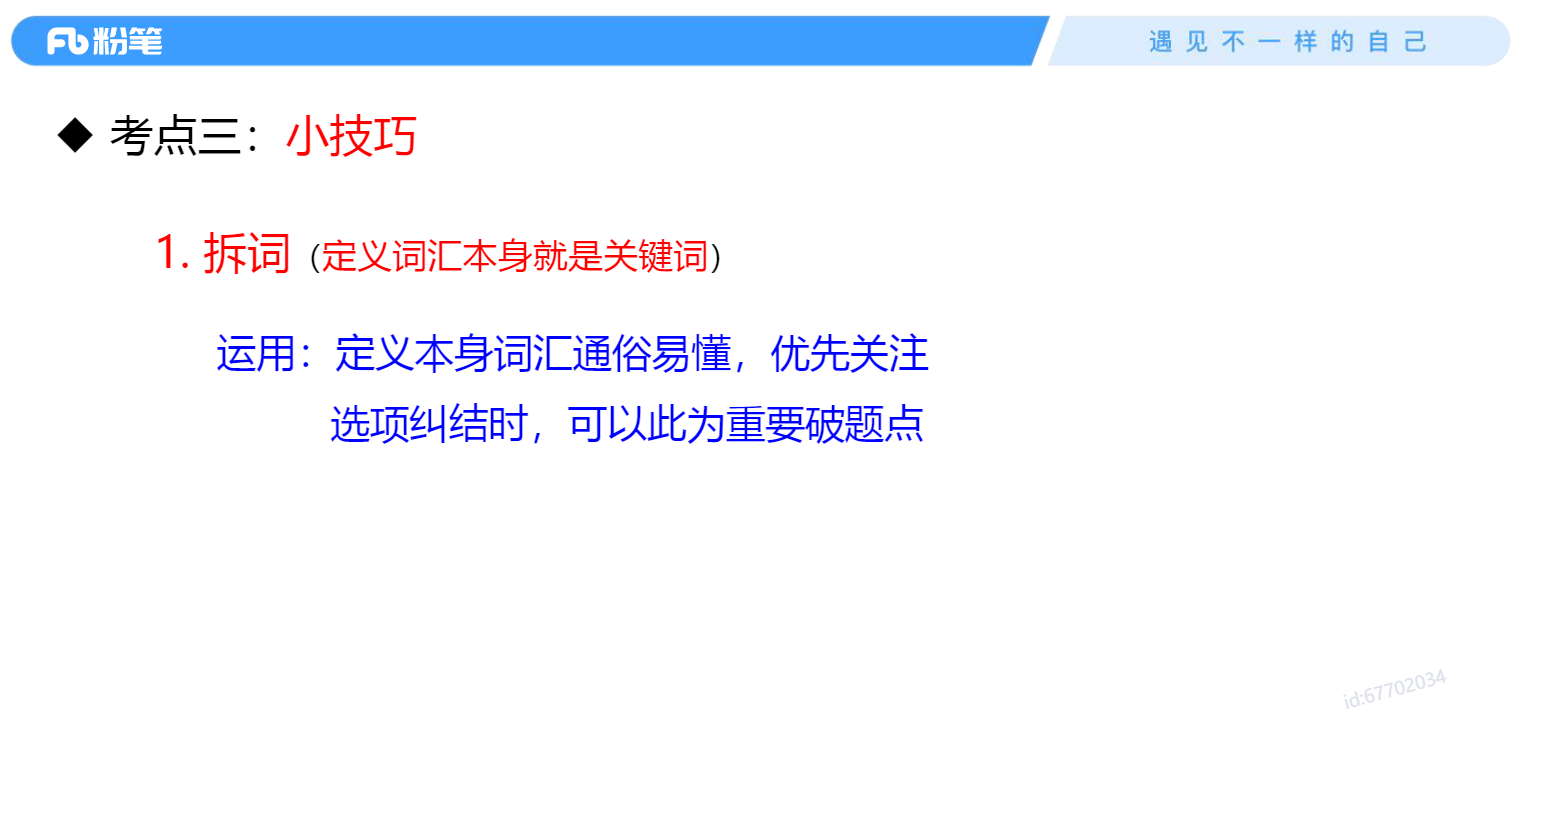 粉笔
遇见不一样的自己
◆ 考点三：小技巧
1. 拆词（定义词汇本身就是关键词）
运用：定义本身词汇通俗易懂，优先关注
选项纠结时，可以此为重要破题点
id:67702034